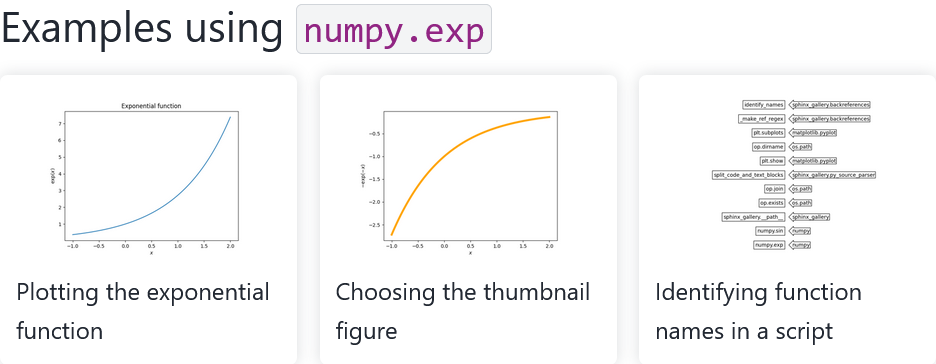 Examples using numpy.exp
Exponential function
exp(x)
7
6
5
4
3
2
1
−1.0 −0.5 0.0 0.5 1.0 1.5 2.0
x
Plotting the exponential
function
−exp(−x)
−0.5
−1.0
−1.5
−2.0
−2.5
−1.0 −0.5 0.0 0.5 1.0 1.5 2.0
x
Choosing the thumbnail
figure
identify_names sphinx_gallery.backreferences
_make_ref_regex sphinx_gallery.backreferences
plt.subplots matplotlib.pyplot
op.dirname os.path
plt.show matplotlib.pyplot
split_code_and_text_blocks sphinx_gallery.py_source_parser
op.join os.path
op.exists os.path
sphinx_gallery.__path__ sphinx_gallery
numpy.sin numpy
numpy.exp numpy
Identifying function
names in a script